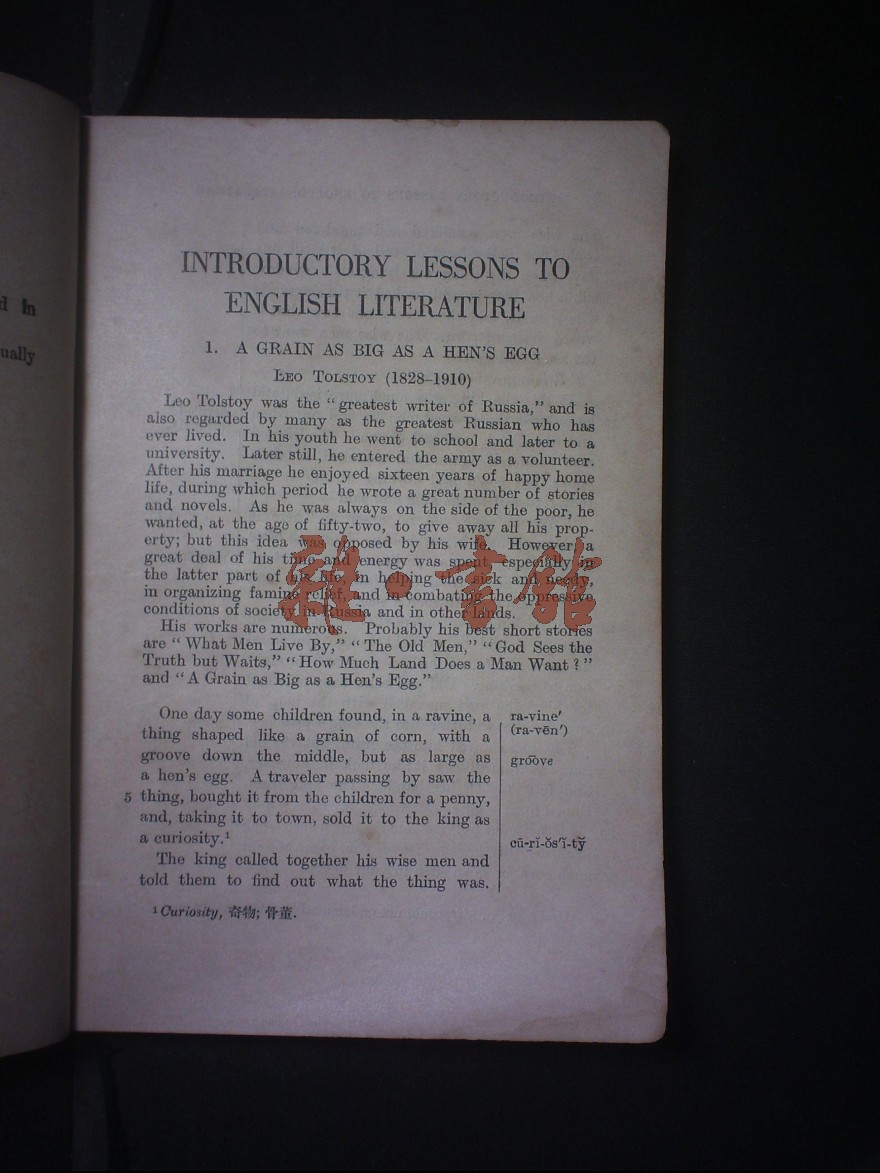 d in
ually
INTRODUCTORY LESSONS TO
ENGLISH LITERATURE
1. A GRAIN AS BIG AS A HEN'S EGG
LEO TOLSTOY (1828–1910)
Leo Tolstoy was the “greatest writer of Russia,” and is
also regarded by many as the greatest Russian who has
ever lived. In his youth he went to school and later to a
university. Later still, he entered the army as a volunteer.
After his marriage he enjoyed sixteen years of happy home
life, during which period he wrote a great number of stories
and novels. As he was always on the side of the poor, he
wanted, at the age of fifty-two, to give away all his prop-
erty; but this idea was opposed by his wife. However, a
great deal of his time and energy was spent, especially in
the latter part of his life, in helping the sick and needy,
in organizing famine relief, and in combating the oppressive
conditions of society in Russia and in other lands.
His works are numerous. Probably his best short stories
are “What Men Live By,” “The Old Men,” “God Sees the
Truth but Waits,” “How Much Land Does a Man Want?”
and “A Grain as Big as a Hen's Egg.”
One day some children found, in a ravine, a
thing shaped like a grain of corn, with a
groove down the middle, but as large as
a hen's egg. A traveler passing by saw the
5 thing, bought it from the children for a penny,
and, taking it to town, sold it to the king as
a curiosity.¹
The king called together his wise men and
told them to find out what the thing was.
ra-vine′
(ra-vēn′)
gro͞ove
cū-rĭ-ŏs′ĭ-ty̆
¹ Curiosity, 奇物; 骨董.
書館